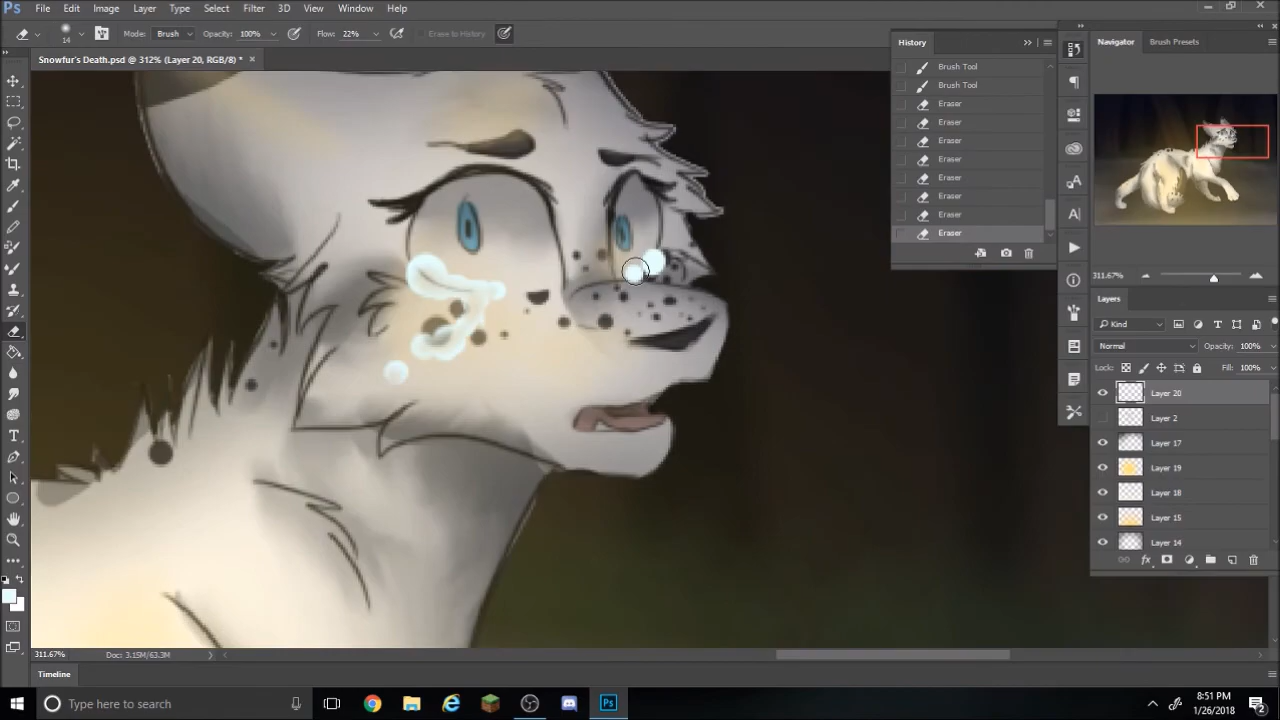 Ps File Edit Image Layer Type Select Filter 3D View Window Help
14 Mode: Brush Opacity: 100% Flow: 22% Erase to History
Snowfur's Death.psd @ 312% (Layer 20, RGB/8) * ×
History
Brush Tool
Brush Tool
Eraser
Eraser
Eraser
Eraser
Eraser
Eraser
Eraser
Eraser
Navigator Brush Presets
311.67%
Layers
Kind
Normal Opacity: 100%
Lock: Fill: 100%
Layer 20
Layer 2
Layer 17
Layer 19
Layer 18
Layer 15
Layer 14
fx
311.67% Doc: 3.15M/63.3M
Timeline
Type here to search
Ps
8:51 PM
1/26/2018
2